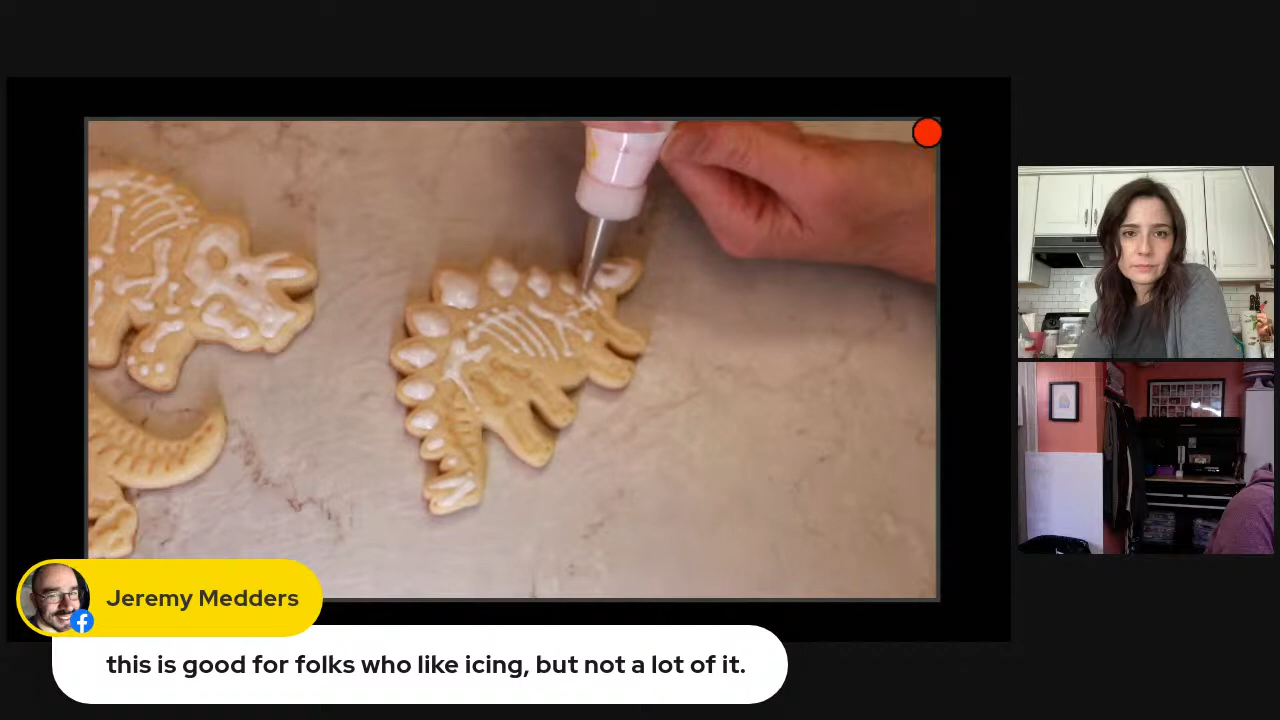 Jeremy Medders
this is good for folks who like icing, but not a lot of it.